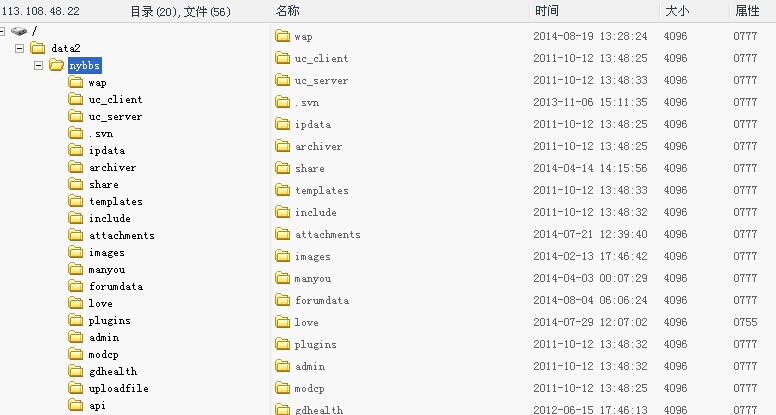 113.108.48.22 目录(20),文件(56) 名称 时间 大小 属性
/
data2
nybbs
wap
uc_client
uc_server
.svn
ipdata
archiver
share
templates
include
attachments
images
manyou
forumdata
love
plugins
admin
modcp
gdhealth
uploadfile
api
wap 2014-08-19 13:28:24 4096 0777
uc_client 2011-10-12 13:48:25 4096 0777
uc_server 2011-10-12 13:48:33 4096 0777
.svn 2013-11-06 15:11:35 4096 0777
ipdata 2011-10-12 13:48:25 4096 0777
archiver 2011-10-12 13:48:25 4096 0777
share 2014-04-14 14:15:56 4096 0777
templates 2011-10-12 13:48:33 4096 0777
include 2011-10-12 13:48:32 4096 0777
attachments 2014-07-21 12:39:40 4096 0777
images 2014-02-13 17:46:42 4096 0777
manyou 2014-04-03 00:07:29 4096 0777
forumdata 2014-08-04 06:06:24 4096 0777
love 2014-07-29 12:07:02 4096 0755
plugins 2011-10-12 13:48:32 4096 0777
admin 2011-10-12 13:48:32 4096 0777
modcp 2011-10-12 13:48:25 4096 0777
gdhealth 2012-06-15 17:46:13 4096 0777